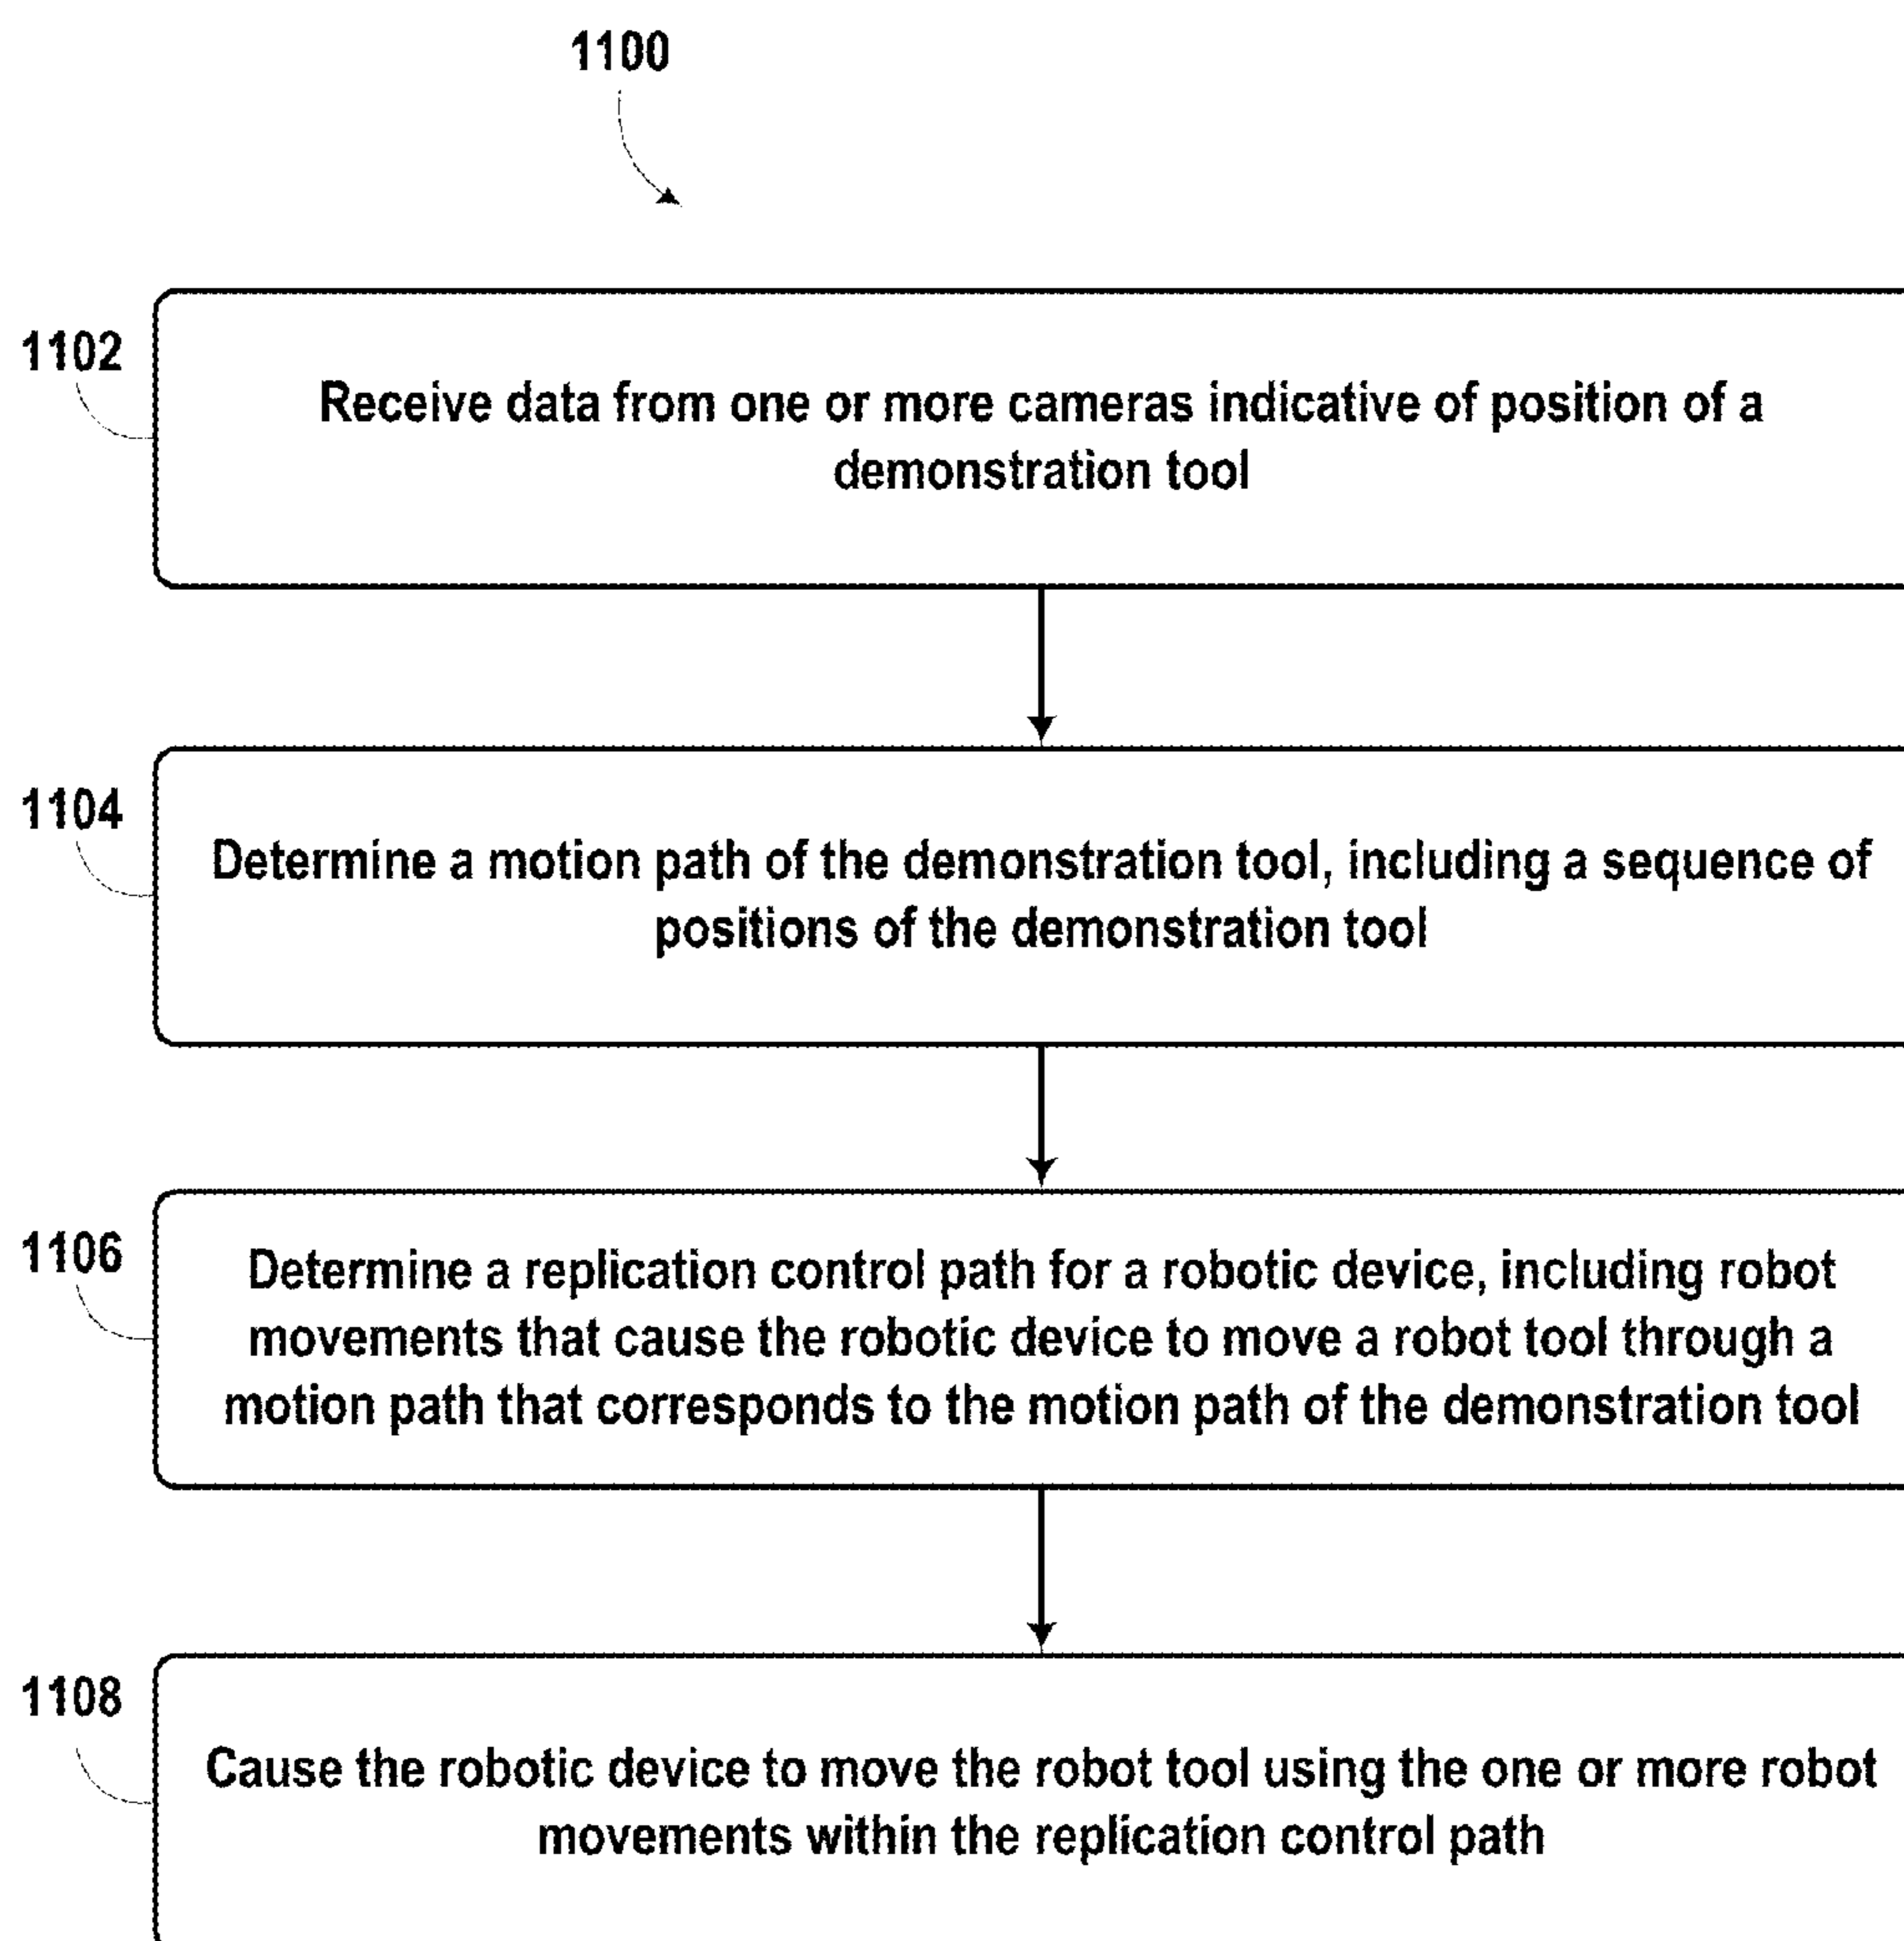 1100
1102
Receive data from one or more cameras indicative of position of a
demonstration tool
1104
Determine a motion path of the demonstration tool, including a sequence of
positions of the demonstration tool
1106
Determine a replication control path for a robotic device, including robot
movements that cause the robotic device to move a robot tool through a
motion path that corresponds to the motion path of the demonstration tool
1108
Cause the robotic device to move the robot tool using the one or more robot
movements within the replication control path